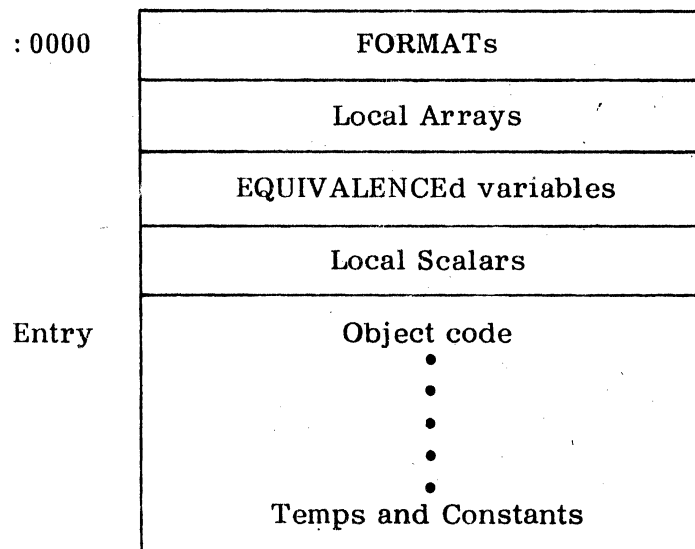 :0000 FORMATs
Local Arrays
EQUIVALENCEd variables
Local Scalars
Entry Object code
Temps and Constants